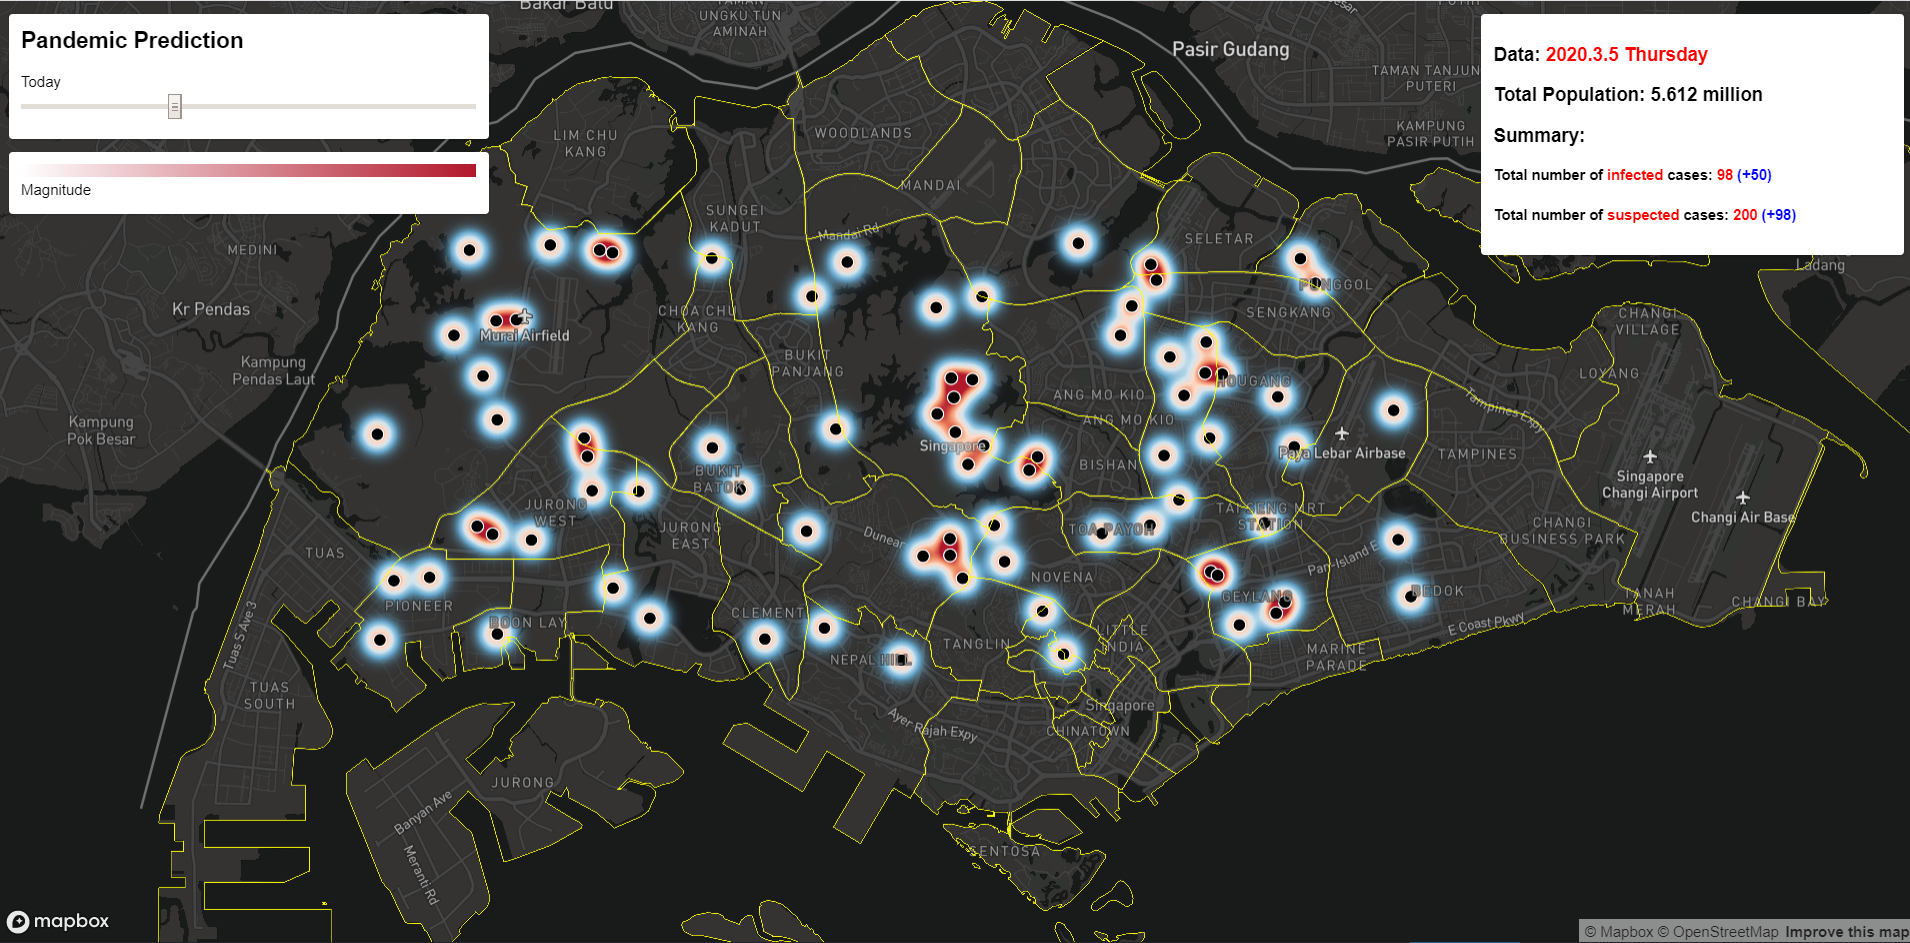 Pandemic Prediction
Today
Magnitude
Data: 2020.3.5 Thursday
Total Population: 5.612 million
Summary:
Total number of infected cases: 98 (+50)
Total number of suspected cases: 200 (+98)
Bakar Batu
UNGKU TUN
AMINAH
Pasir Gudang
TAMAN TANJUN
PUTERI
KAMPUNG
PASIR PUTIH
LIM CHU
KANG
WOODLANDS
MANDAI
SUNGEI
KADUT
Mandai Rd
SELETAR
MEDINI
Ladang
PUNGGOL
Kr Pendas
CHOA CHU
KANG
SENGKANG
CHANGI
VILLAGE
Murai Airfield
Kampung
Pendas Laut
BUKIT
PANJANG
HOUGANG
LOYANG
ANG MO KIO
ANG MO KIO
Tampines Expy
Kampung
Pok Besar
Singapore
Paya Lebar Airbase
TAMPINES
BISHAN
BUKIT
BATOK
Singapore
Changi Airport
JURONG
WEST
TAI SENG MRT
STATION
Changi Air Base
JURONG
EAST
TOA PAYOH
CHANGI
BUSINESS PARK
Dunear
TUAS
Pan-Island E
NOVENA
PIONEER
GEYLANG
BEDOK
TANAH
MERAH
CHANGI BAY
BOON LAY
CLEMENT
Tuas S Ave 3
E Coast Pkwy
LITTLE
INDIA
TANGLIN
NEPAL HILL
MARINE
PARADE
TUAS
SOUTH
Singapore
Ayer Rajah Expy
CHINATOWN
JURONG
Banyan Ave
Meranti Rd
SENTOSA
mapbox
© Mapbox © OpenStreetMap Improve this map